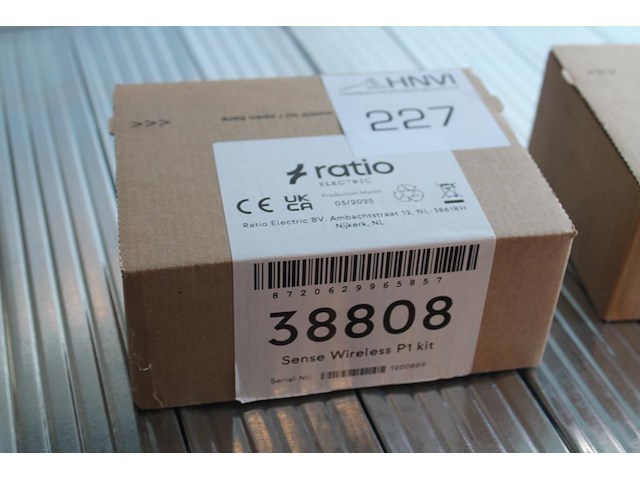 HNVI
227
>>>
ratio
ELECTRIC
Production Month
03/2025
CE UK CA
Ratio Electric BV, Ambachtstraat 12, NL-3861RH
Nijkerk, NL
8720629965857
38808
Sense Wireless P1 kit
Serial Nr.
>>>